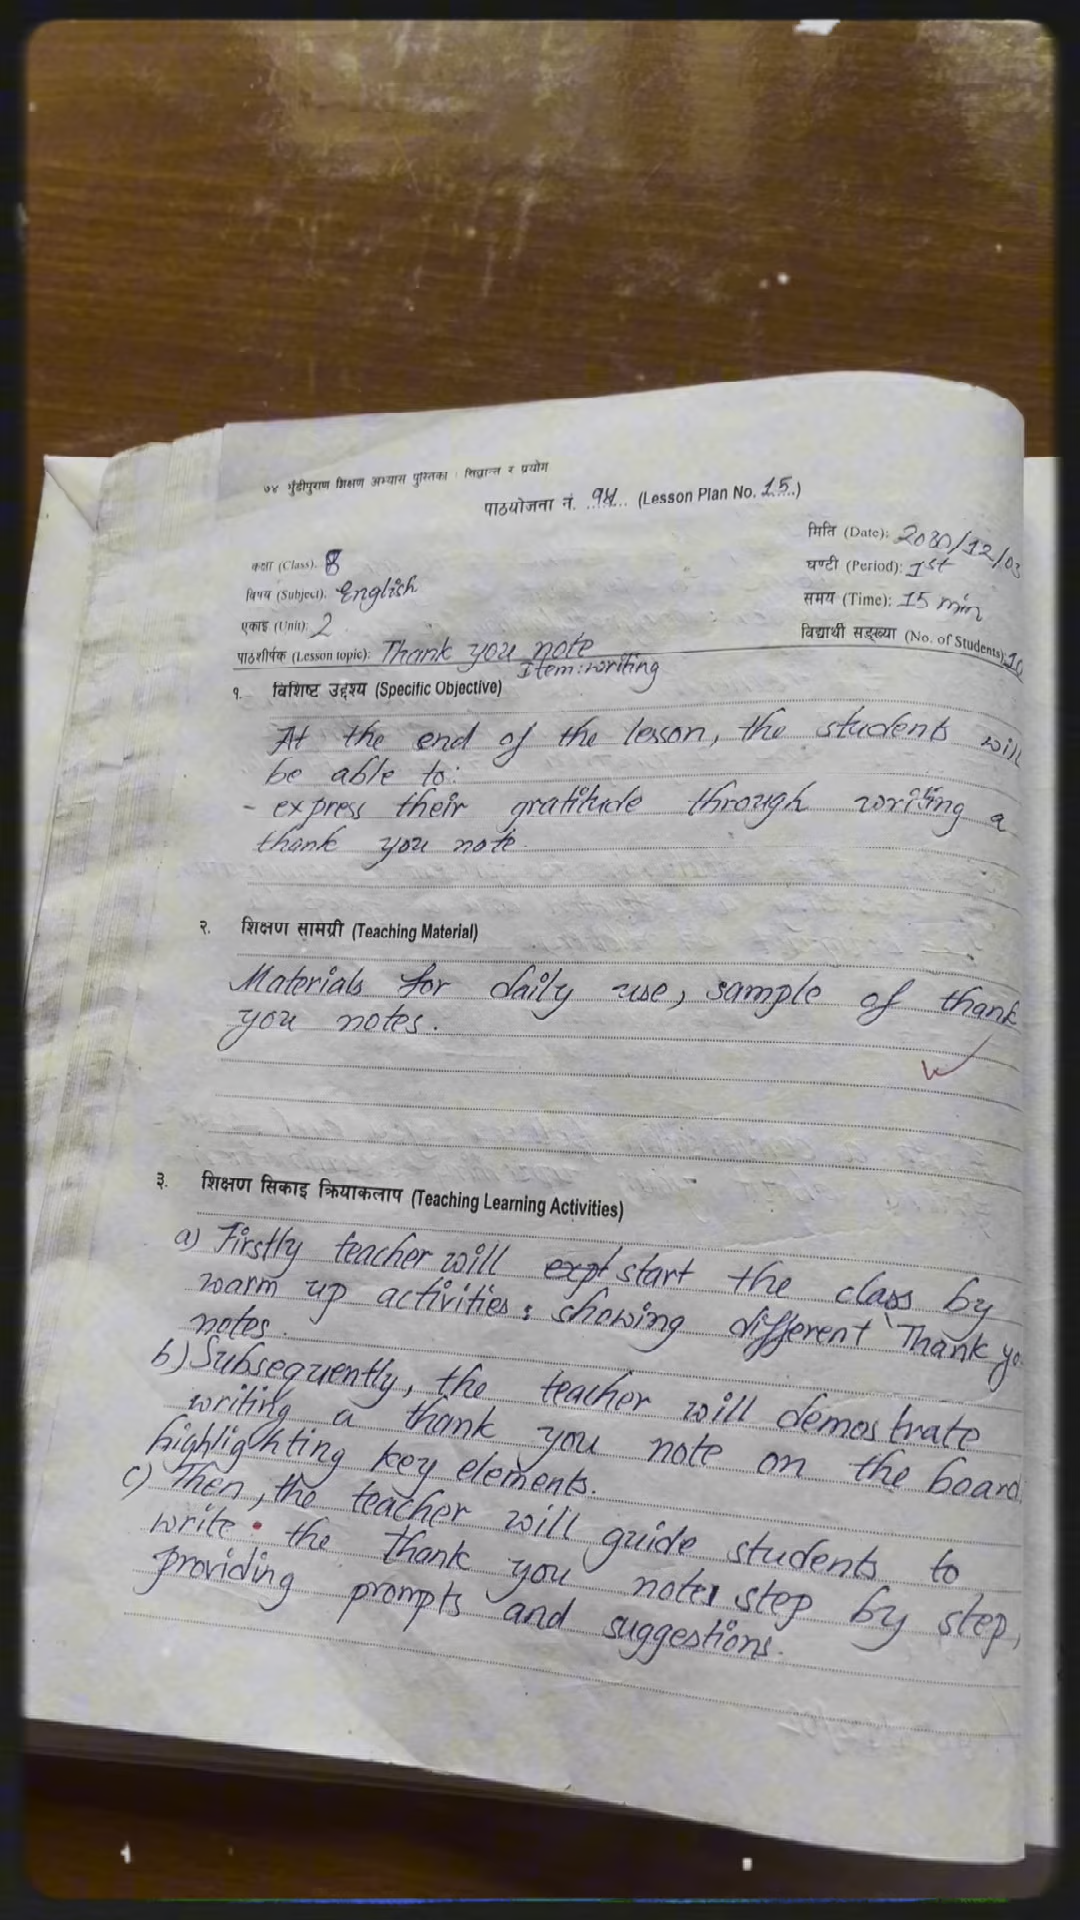 ७४ भुँडीपुराण शिक्षण अभ्यास पुस्तिका : सिद्धान्त र प्रयोग
पाठयोजना नं. १५ (Lesson Plan No. 15)
मिति (Date): 2080/12/03
कक्षा (Class). 8
घण्टी (Period): 1st
विषय (Subject). English
समय (Time): 15 min
एकाइ (Unit): 2
विद्यार्थी सङ्ख्या (No. of Students):
पाठशीर्षक (Lesson topic): Thank you note
Item: writing
१. विशिष्ट उद्देश्य (Specific Objective)
At the end of the lesson, the students will
be able to:
- express their gratitude through writing a
thank you note.
२. शिक्षण सामग्री (Teaching Material)
Materials for daily use, sample of thank
you notes.
३. शिक्षण सिकाइ क्रियाकलाप (Teaching Learning Activities)
a) Firstly teacher will start the class by
warm up activities: showing different 'Thank yo
notes.
b) Subsequently, the teacher will demostrate
writing a thank you note on the board
highlighting key elements.
c) Then, the teacher will guide students to
write the thank you notes step by step,
providing prompts and suggestions.